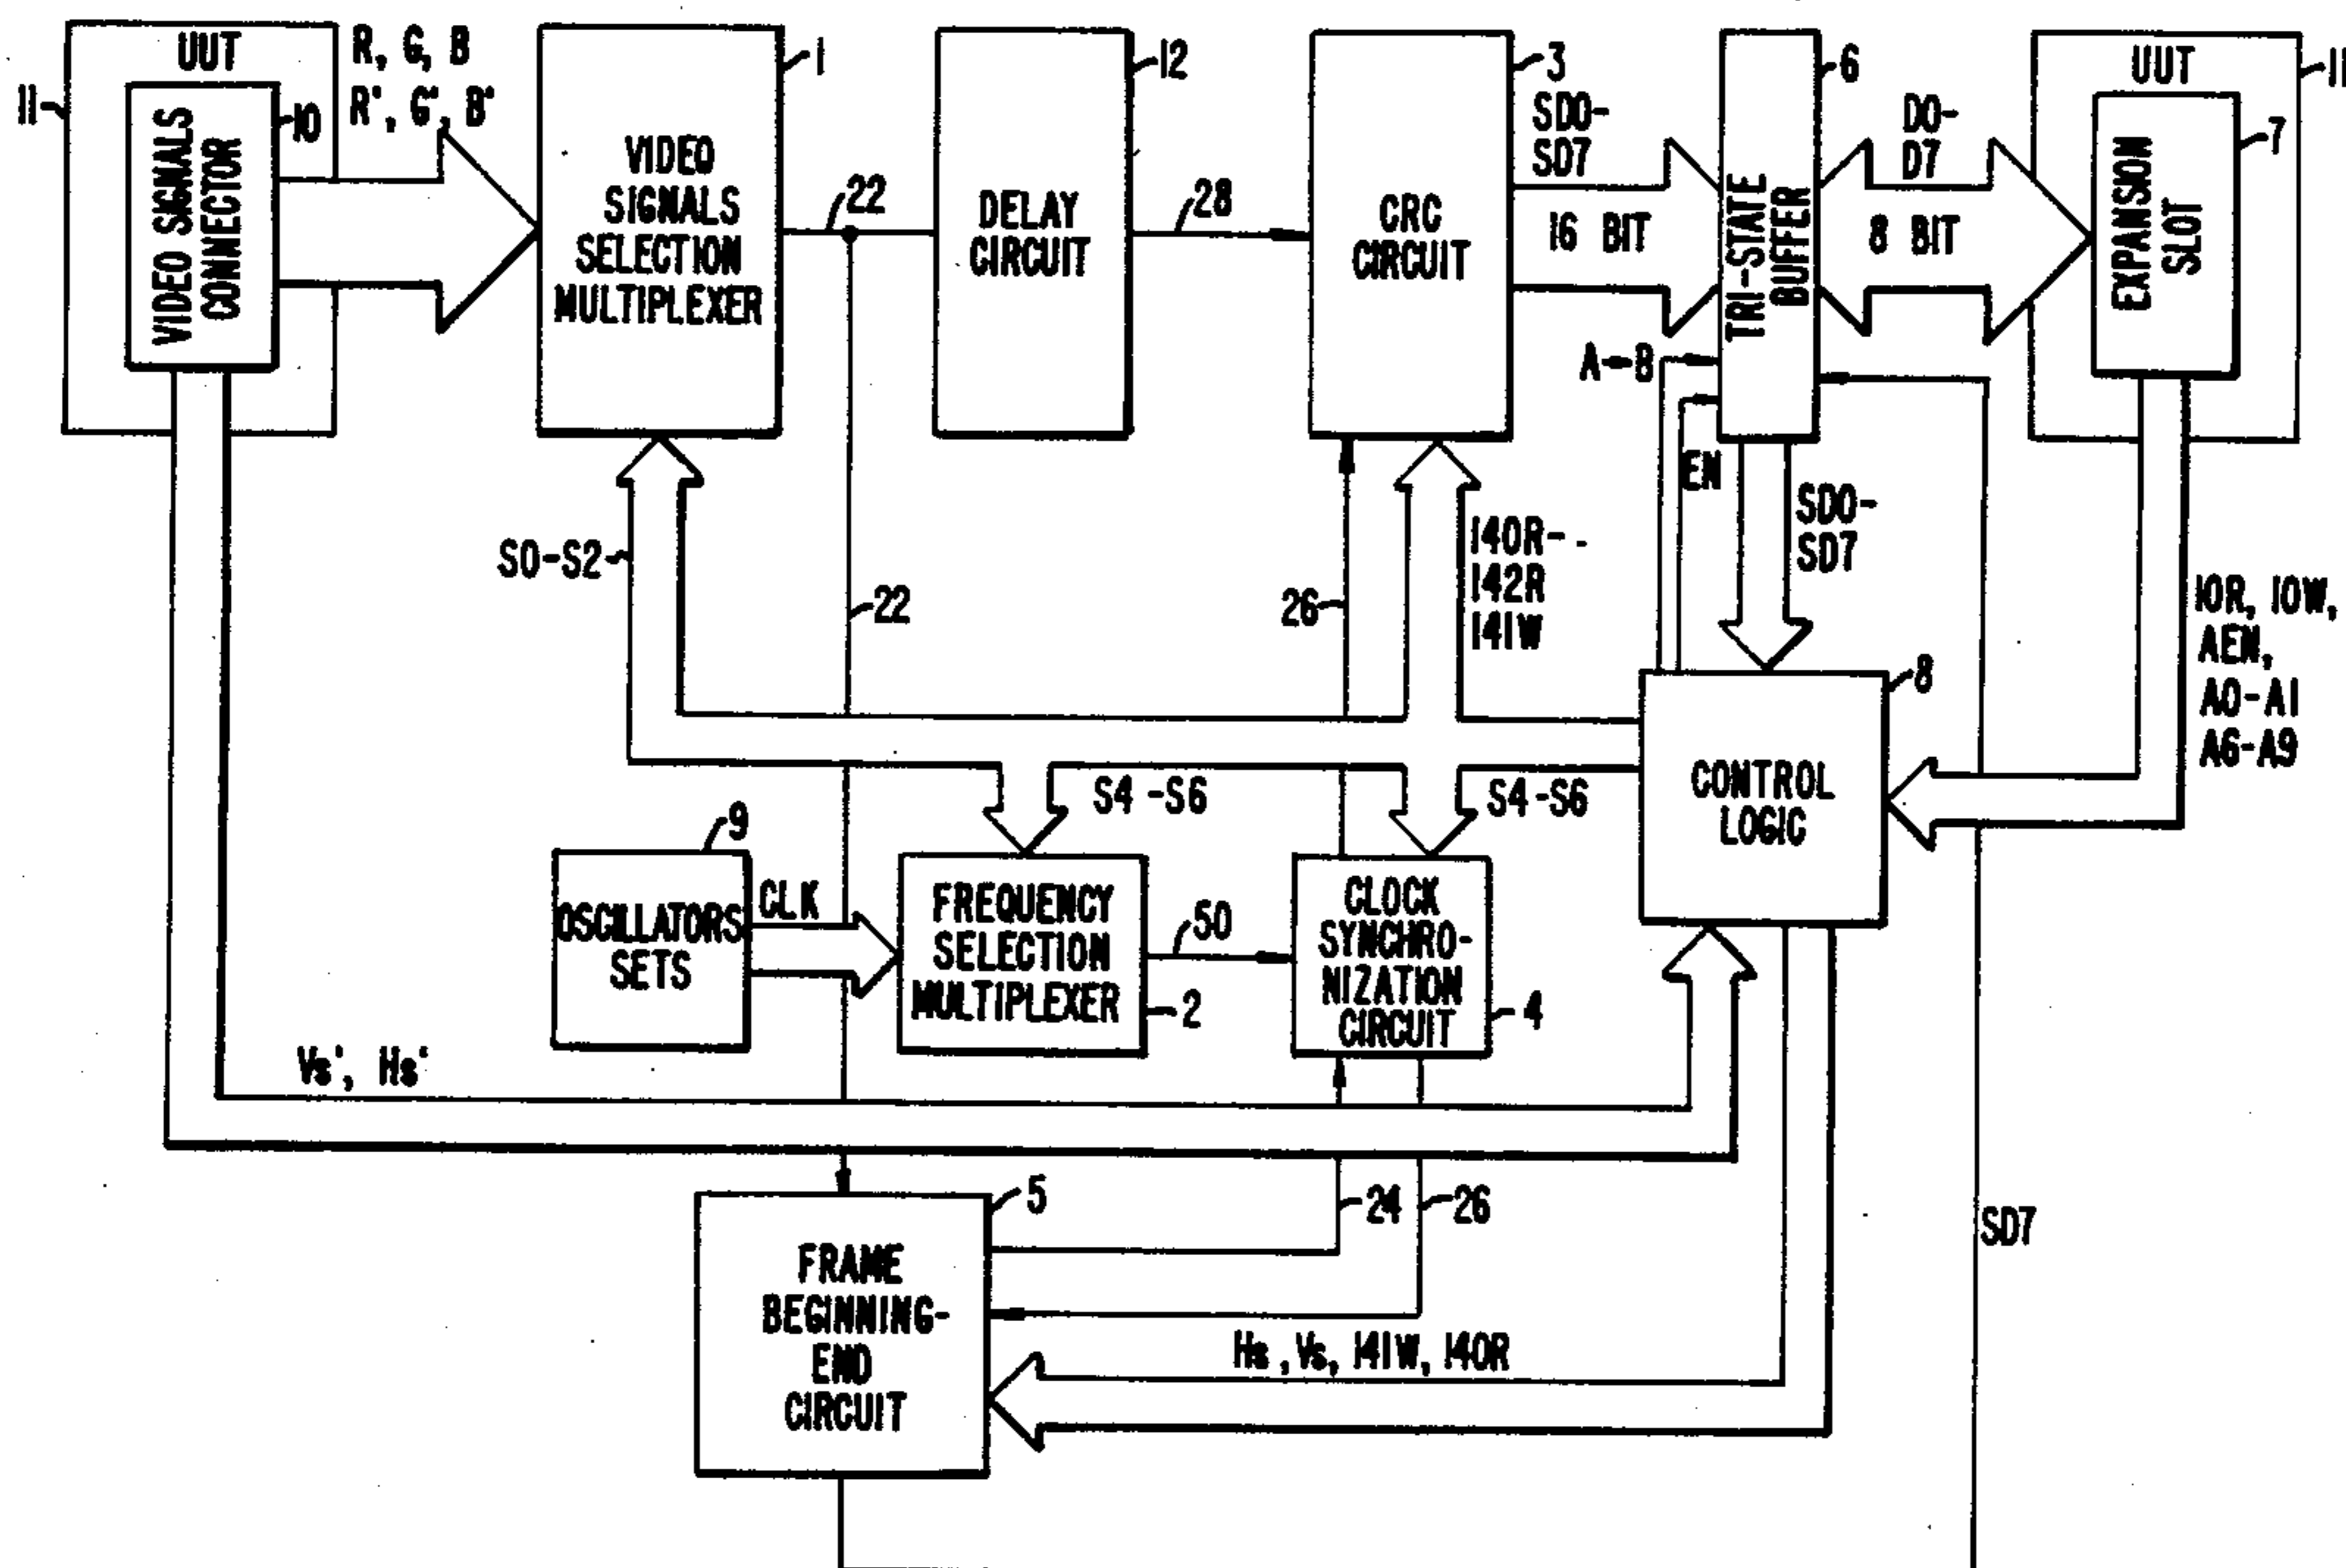 UUT
11
VIDEO SIGNALS
CONNECTOR
10
R, G, B
R', G', B'
VIDEO
SIGNALS
SELECTION
MULTIPLEXER
1
22
DELAY
CIRCUIT
12
28
CRC
CIRCUIT
3
SD0-
SD7
16 BIT
TRI-STATE
BUFFER
6
D0-
D7
8 BIT
UUT
11
EXPANSION
SLOT
7
A-B
EN
SD0-
SD7
S0-S2
22
26
140R-
142R
141W
IOR, IOW,
AEN,
A0-A1
A6-A9
CONTROL
LOGIC
8
S4-S6
S4-S6
OSCILLATORS
SETS
9
CLK
FREQUENCY
SELECTION
MULTIPLEXER
2
50
CLOCK
SYNCHRO-
NIZATION
CIRCUIT
4
Vs', Hs'
FRAME
BEGINNING-
END
CIRCUIT
5
24
26
Hs, Vs, 141W, 140R
SD7